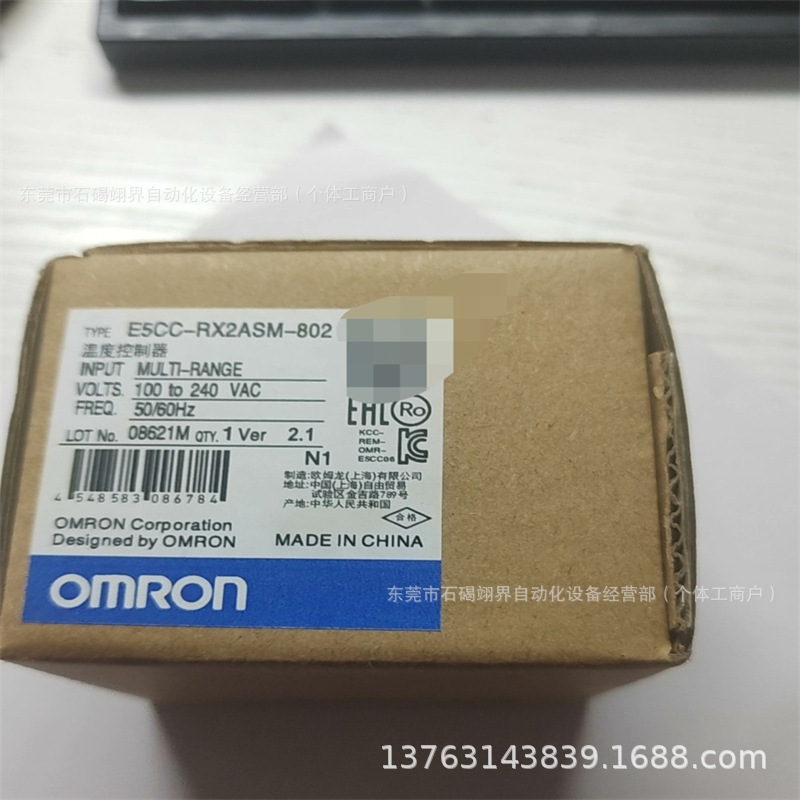 东莞市石碣翊界自动化设备经营部（个体工商户）
TYPE E5CC-RX2ASM-802
温度控制器
INPUT MULTI-RANGE
VOLTS. 100 to 240 VAC
FREQ. 50/60Hz
LOT No. 08621M QTY. 1 Ver 2.1
EAC Ro
KCC-
REM-
OMR-
E5CC06
N1
4 548583 086784
制造:欧姆龙(上海)有限公司
地址:中国(上海)自由贸易
试验区金吉路789号
产地:中华人民共和国
合格
OMRON Corporation
Designed by OMRON
MADE IN CHINA
OMRON
东莞市石碣翊界自动化设备经营部（个体工商户）
13763143839.1688.com